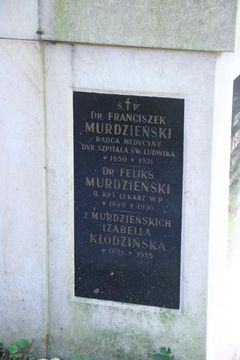 Ś.†P.
DR FRANCISZEK
MURDZIEŃSKI
RADCA MEDYCYNY
DYR. SZPITALA ŚW. LUDWIKA
* 1850 † 1931
DR FELIKS
MURDZIEŃSKI
B. KPT. LEKARZ W.P.
* 1889 † 1930
Z MURDZIEŃSKICH
IZABELLA
KŁODZIŃSKA
* 1891 † 1955